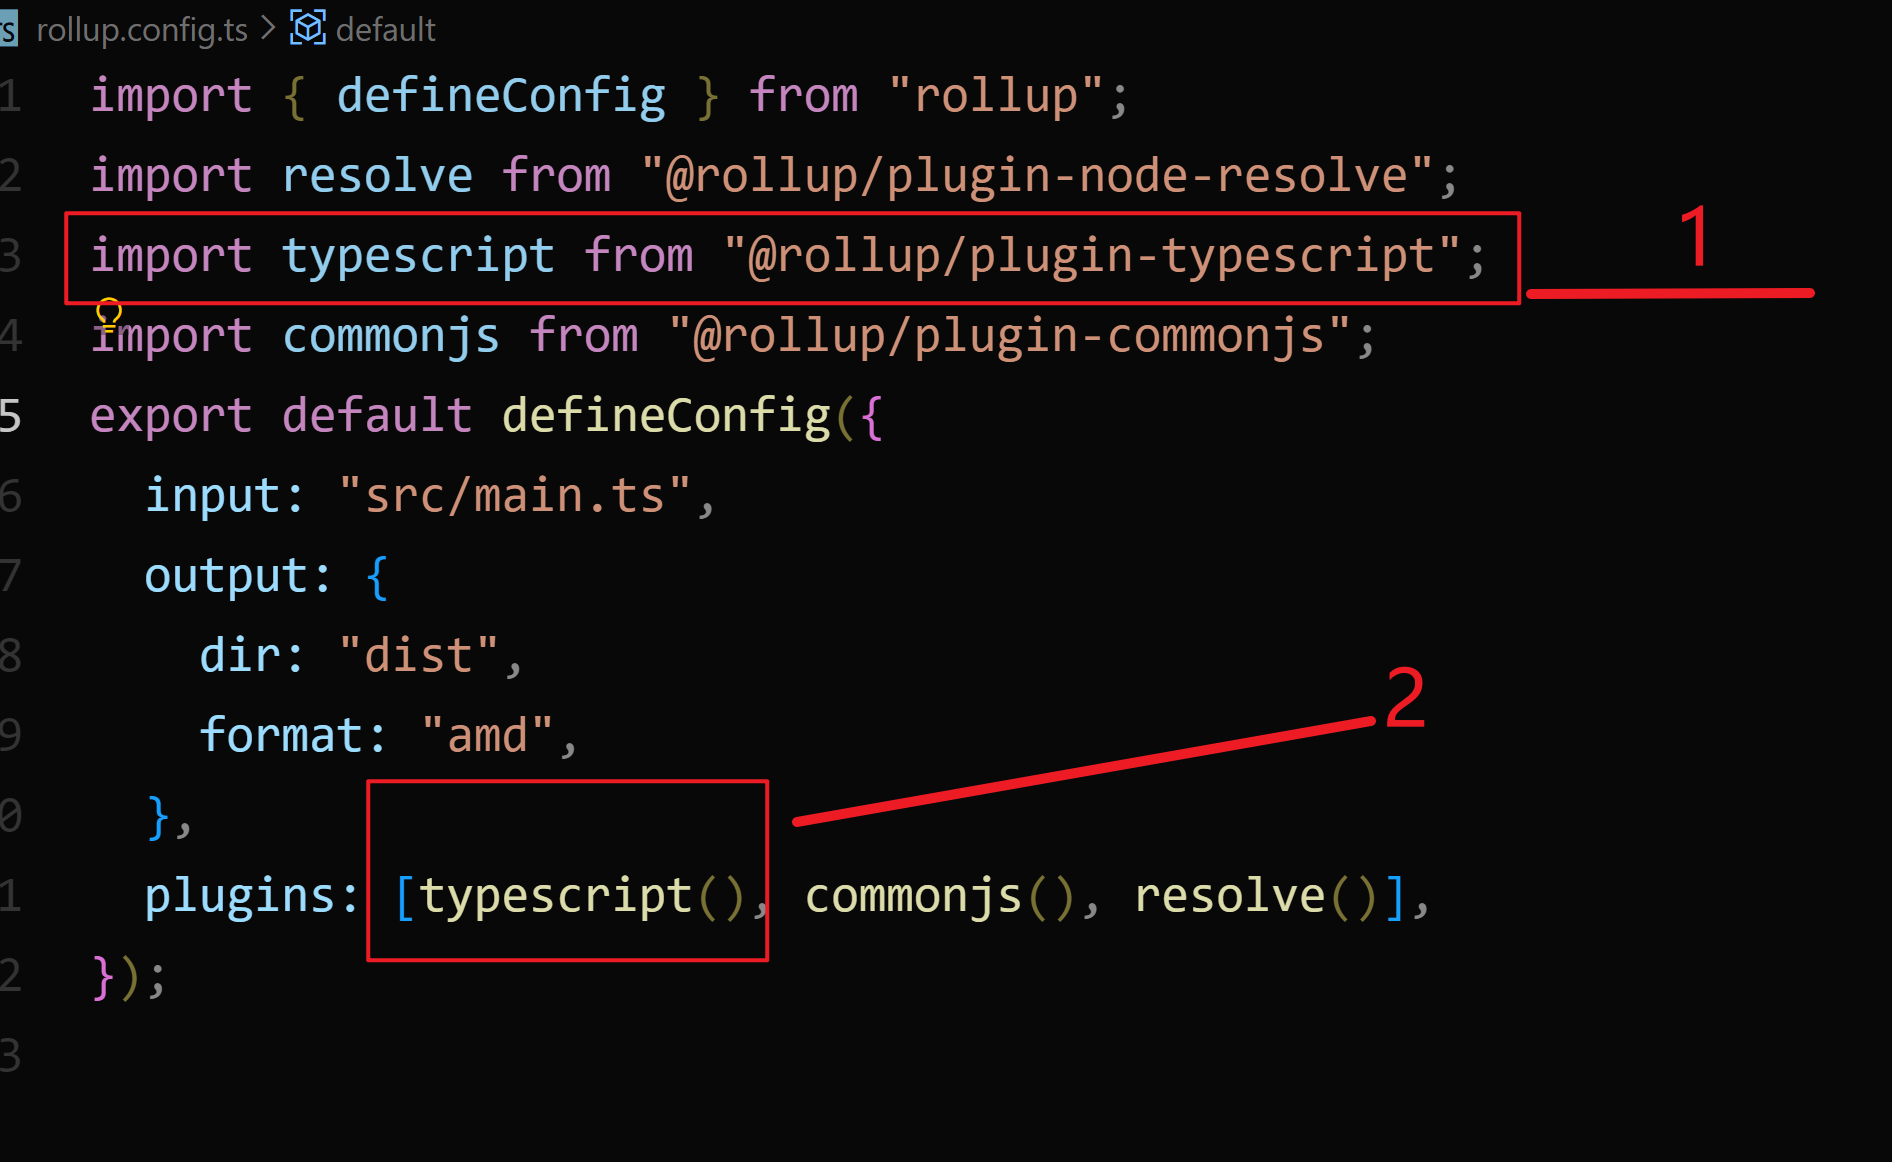 TS rollup.config.ts > default
1 import { defineConfig } from "rollup";
2 import resolve from "@rollup/plugin-node-resolve";
3 import typescript from "@rollup/plugin-typescript"; 1
4 import commonjs from "@rollup/plugin-commonjs";
5 export default defineConfig({
6 input: "src/main.ts",
7 output: {
8 dir: "dist",
9 format: "amd",
2
0 },
1 plugins: [typescript(), commonjs(), resolve()],
2 });
3